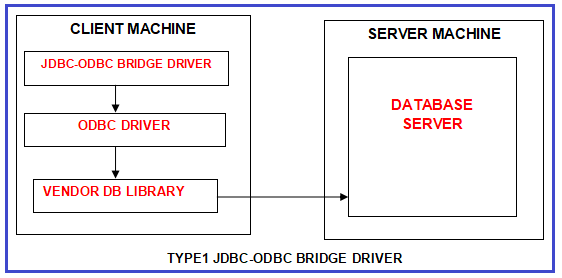 CLIENT MACHINE
JDBC-ODBC BRIDGE DRIVER
ODBC DRIVER
VENDOR DB LIBRARY
SERVER MACHINE
DATABASE
SERVER
TYPE1 JDBC-ODBC BRIDGE DRIVER